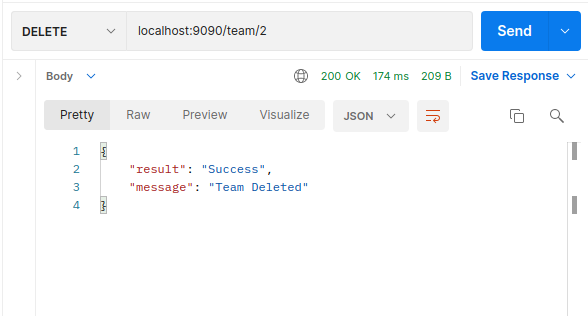 DELETE localhost:9090/team/2 Send
Body 200 OK 174 ms 209 B Save Response
Pretty Raw Preview Visualize JSON
1 {
2 "result": "Success",
3 "message": "Team Deleted"
4 }